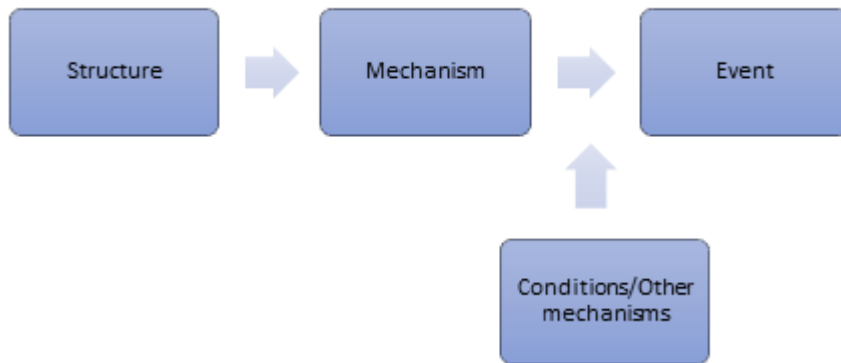 Structure
Mechanism
Event
Conditions/Other
mechanisms